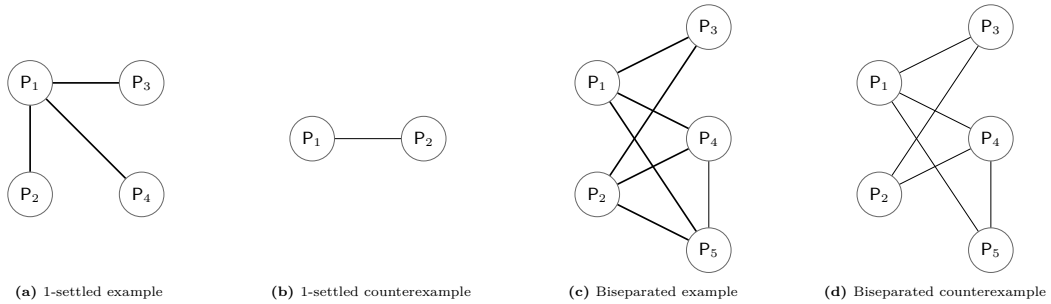 P1
P3
P2
P4
(a) 1-settled example
P1
P2
(b) 1-settled counterexample
P3
P1
P4
P2
P5
(c) Biseparated example
P3
P1
P4
P2
P5
(d) Biseparated counterexample